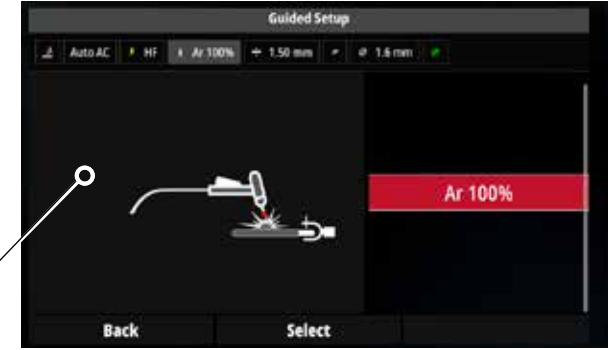 Guided Setup
Auto AC HF Ar 100% 1.50 mm ø 1.6 mm
Ar 100%
Back Select